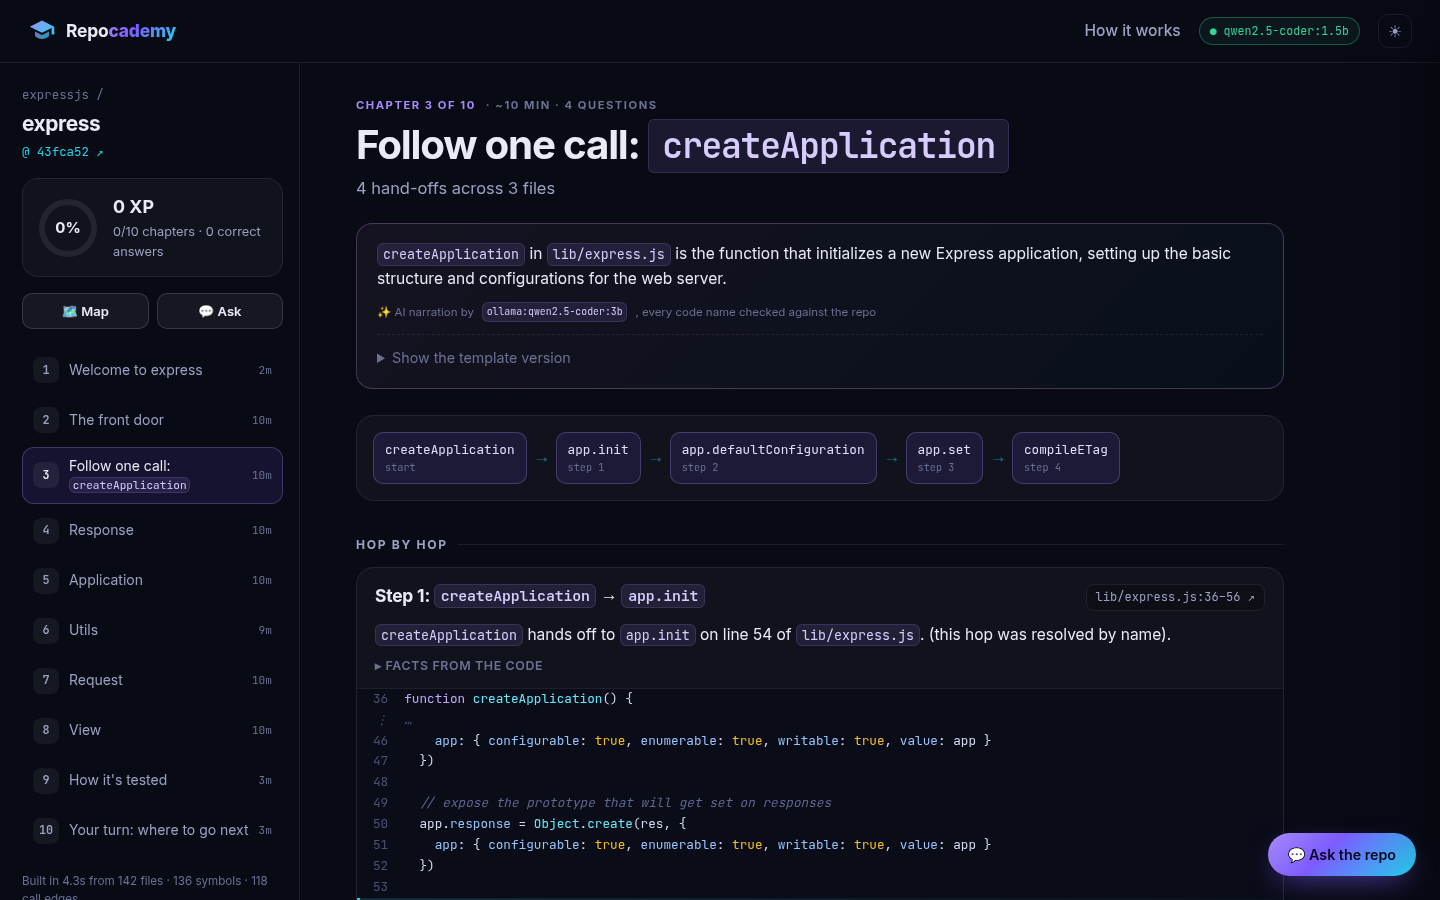 Repocademy
How it works
● qwen2.5-coder:1.5b
☀
expressjs /
express
@ 43fca52 ↗
0%
0 XP
0/10 chapters · 0 correct
answers
🗺️ Map
💬 Ask
1 Welcome to express 2m
2 The front door 10m
3 Follow one call: createApplication 10m
4 Response 10m
5 Application 10m
6 Utils 9m
7 Request 10m
8 View 10m
9 How it's tested 3m
10 Your turn: where to go next 3m
Built in 4.3s from 142 files · 136 symbols · 118
call edges
CHAPTER 3 OF 10 · ~10 MIN · 4 QUESTIONS
Follow one call: createApplication
4 hand-offs across 3 files
createApplication in lib/express.js is the function that initializes a new Express application, setting up the basic
structure and configurations for the web server.
✨ AI narration by ollama:qwen2.5-coder:3b , every code name checked against the repo
▶ Show the template version
createApplication → app.init → app.defaultConfiguration → app.set → compileETag
start step 1 step 2 step 3 step 4
HOP BY HOP
Step 1: createApplication → app.init
lib/express.js:36–56 ↗
createApplication hands off to app.init on line 54 of lib/express.js. (this hop was resolved by name).
▸ FACTS FROM THE CODE
36 function createApplication() {
⋮ …
46 app: { configurable: true, enumerable: true, writable: true, value: app }
47 })
48
49 // expose the prototype that will get set on responses
50 app.response = Object.create(res, {
51 app: { configurable: true, enumerable: true, writable: true, value: app }
52 })
53
💬 Ask the repo